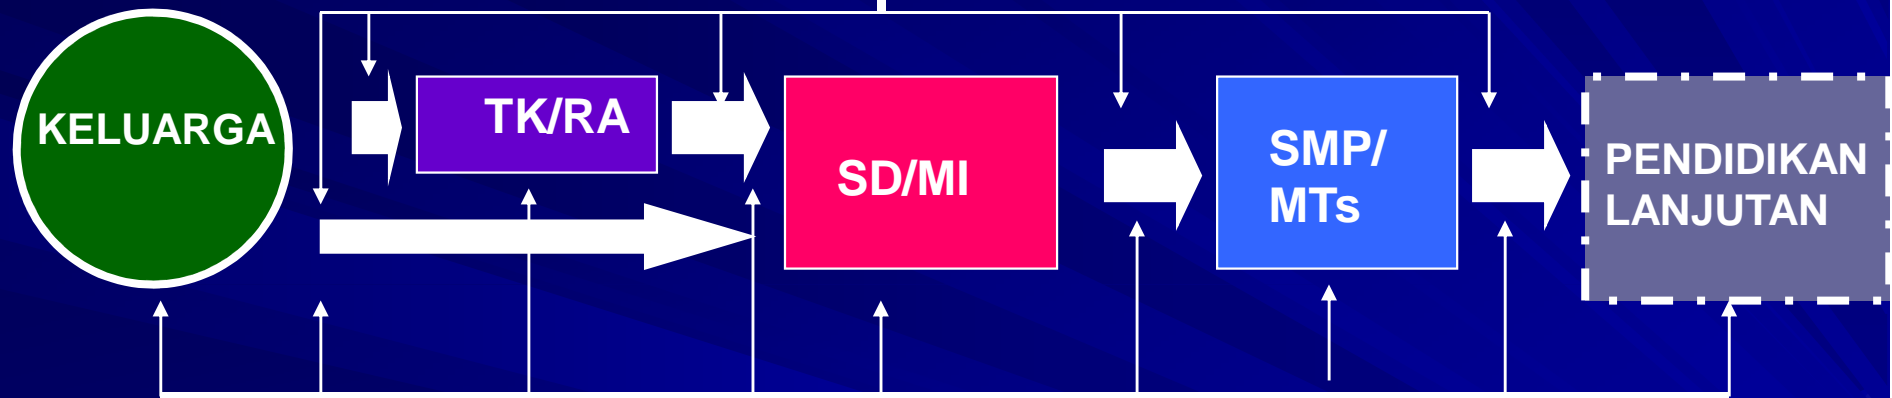 KELUARGA
TK/RA
SD/MI
SMP/
MTs
PENDIDIKAN
LANJUTAN